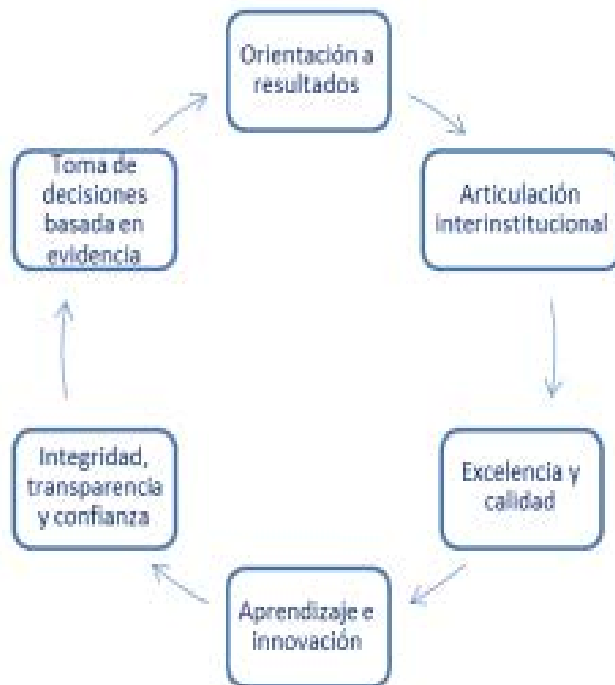 Orientación a
resultados
Articulación
interinstitucional
Excelencia y
calidad
Aprendizaje e
innovación
Integridad,
transparencia
y confianza
Toma de
decisiones
basada en
evidencia